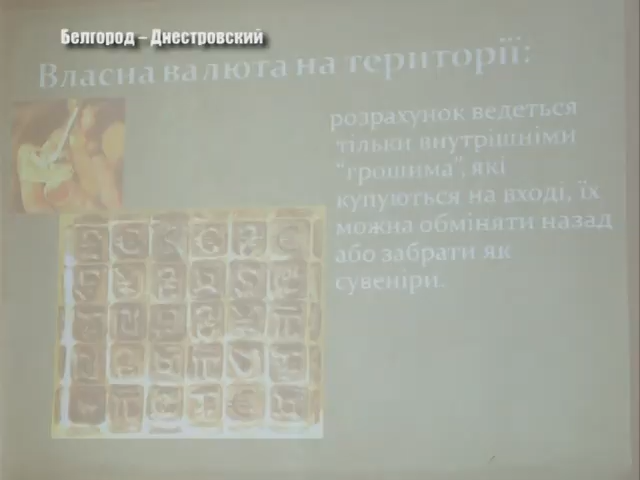 Белгород – Днестровский
Власна валюта на території:
розрахунок ведеться
тільки внутрішніми
"грошима", які
купуються на вході, їх
можна обміняти назад
або забрати як
сувеніри.